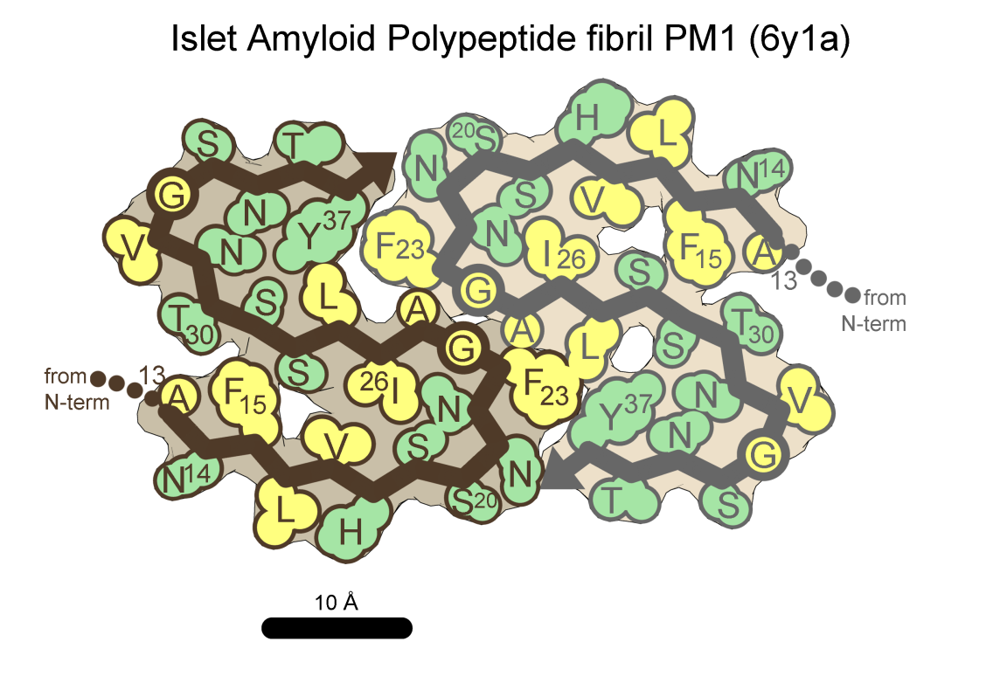 Islet Amyloid Polypeptide fibril PM1 (6y1a)
S
T
G
N
Y37
V
N
S
L
A
T30
G
S
26I
F23
N
from
N-term
13
A
F15
V
S
N
N14
L
H
S20
H
L
20S
N
N14
S
V
F23
N
I26
F15
A
13
from
N-term
G
S
A
L
S
T30
Y37
N
V
N
G
T
S
10 Å